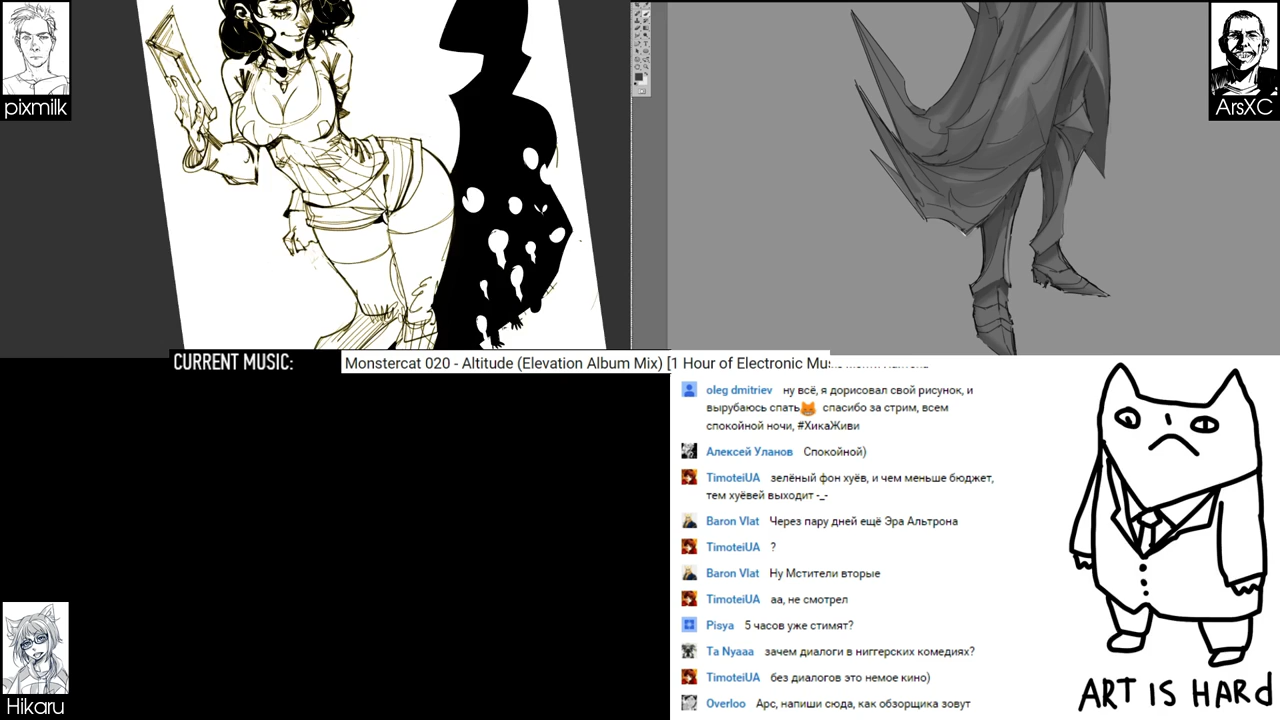 pixmilk
ArsXC
CURRENT MUSIC:
Monstercat 020 - Altitude (Elevation Album Mix) [1 Hour of Electronic Mu
oleg dmitriev ну всё, я дорисовал свой рисунок, и
вырубаюсь спать спасибо за стрим, всем
спокойной ночи, #ХикаЖиви
Алексей Уланов Спокойной)
TimoteiUA зелёный фон хуёв, и чем меньше бюджет,
тем хуёвей выходит -_-
Baron Vlat Через пару дней ещё Эра Альтрона
TimoteiUA ?
Baron Vlat Ну Мстители вторые
TimoteiUA аа, не смотрел
Pisya 5 часов уже стимят?
Ta Nyaaa зачем диалоги в ниггерских комедиях?
TimoteiUA без диалогов это немое кино)
Overloo Арс, напиши сюда, как обзорщика зовут
Hikaru
ART IS HARd